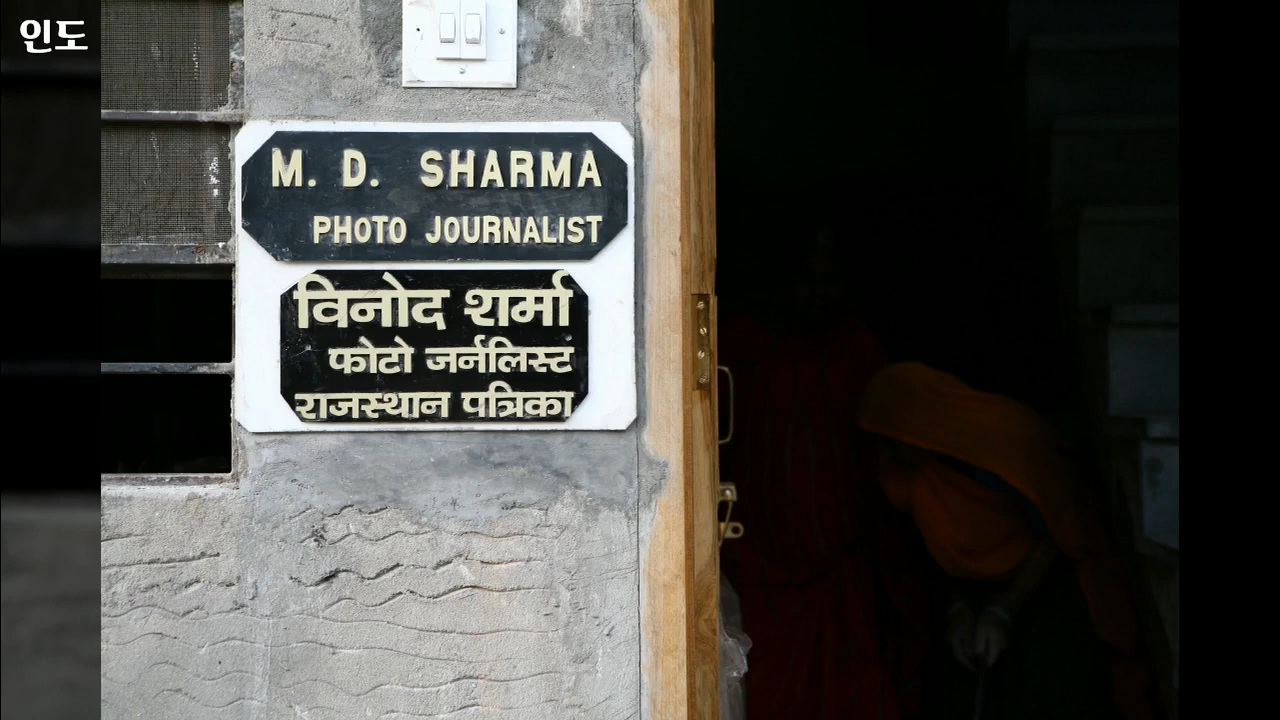 인도
M. D. SHARMA
PHOTO JOURNALIST
विनोद शर्मा
फोटो जर्नलिस्ट
राजस्थान पत्रिका